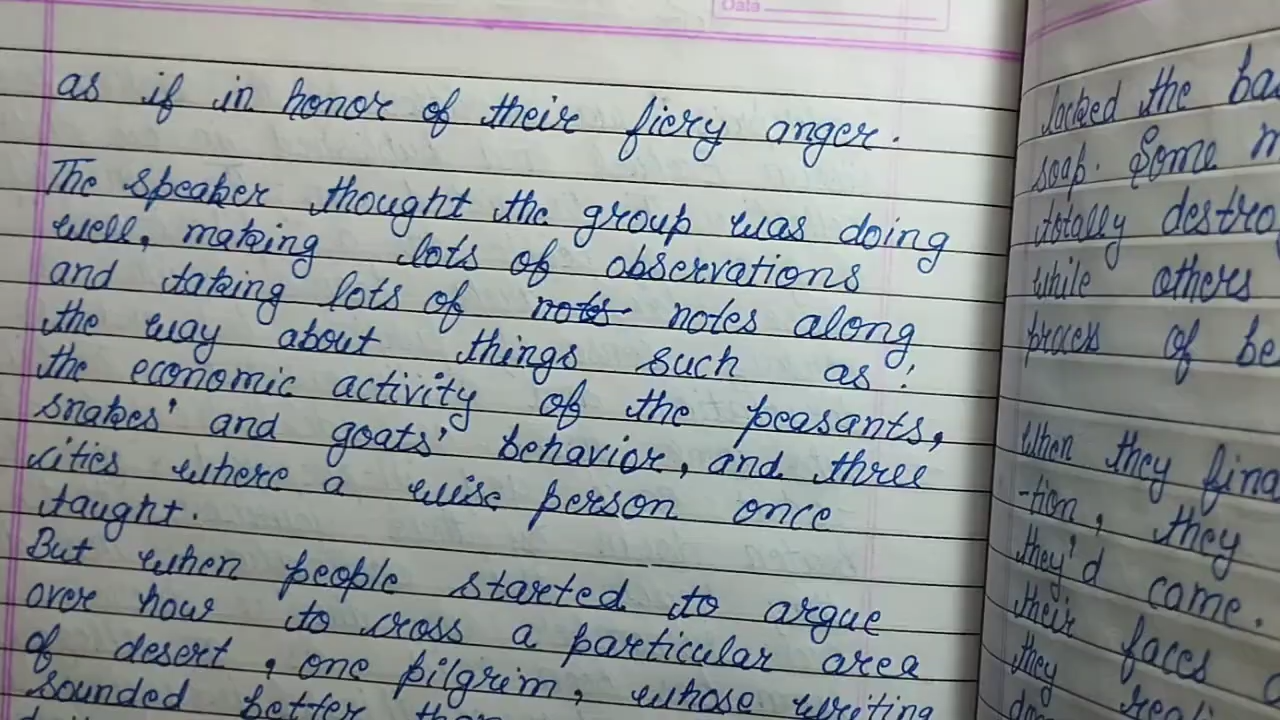 Data
as if in honor of their fiery anger.
The speaker thought the group was doing
well, making lots of observations
and taking lots of notes notes along
the way about things such as:
the economic activity of the peasants,
snakes' and goats' behavior, and three
cities where a wise person once
taught.
But when people started to argue
over how to cross a particular area
of desert, one pilgrim, whose writing
sounded better
lacked the
soap. Some
totally
while others
process of
when they
-tion, they
they'd came.
their faces
they